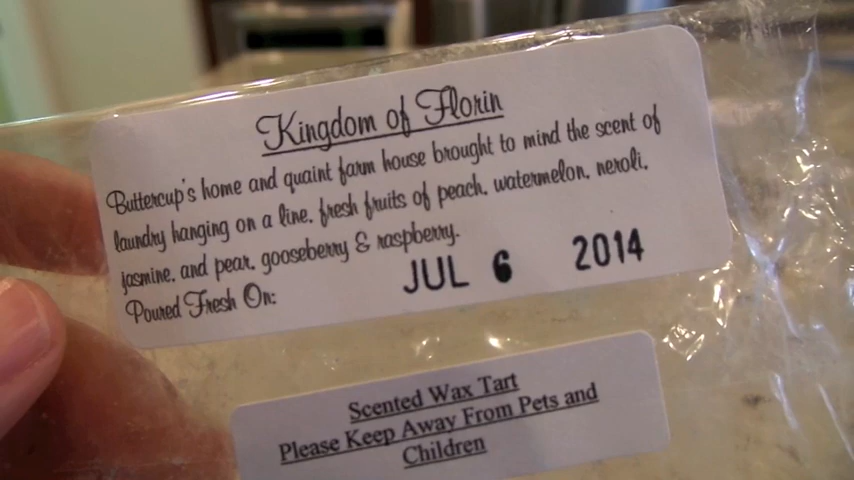 Kingdom of Florin
Buttercup's home and quaint farm house brought to mind the scent of
laundry hanging on a line, fresh fruits of peach, watermelon, neroli,
jasmine, and pear, gooseberry & raspberry.
Poured Fresh On: JUL 6 2014
Scented Wax Tart
Please Keep Away From Pets and
Children